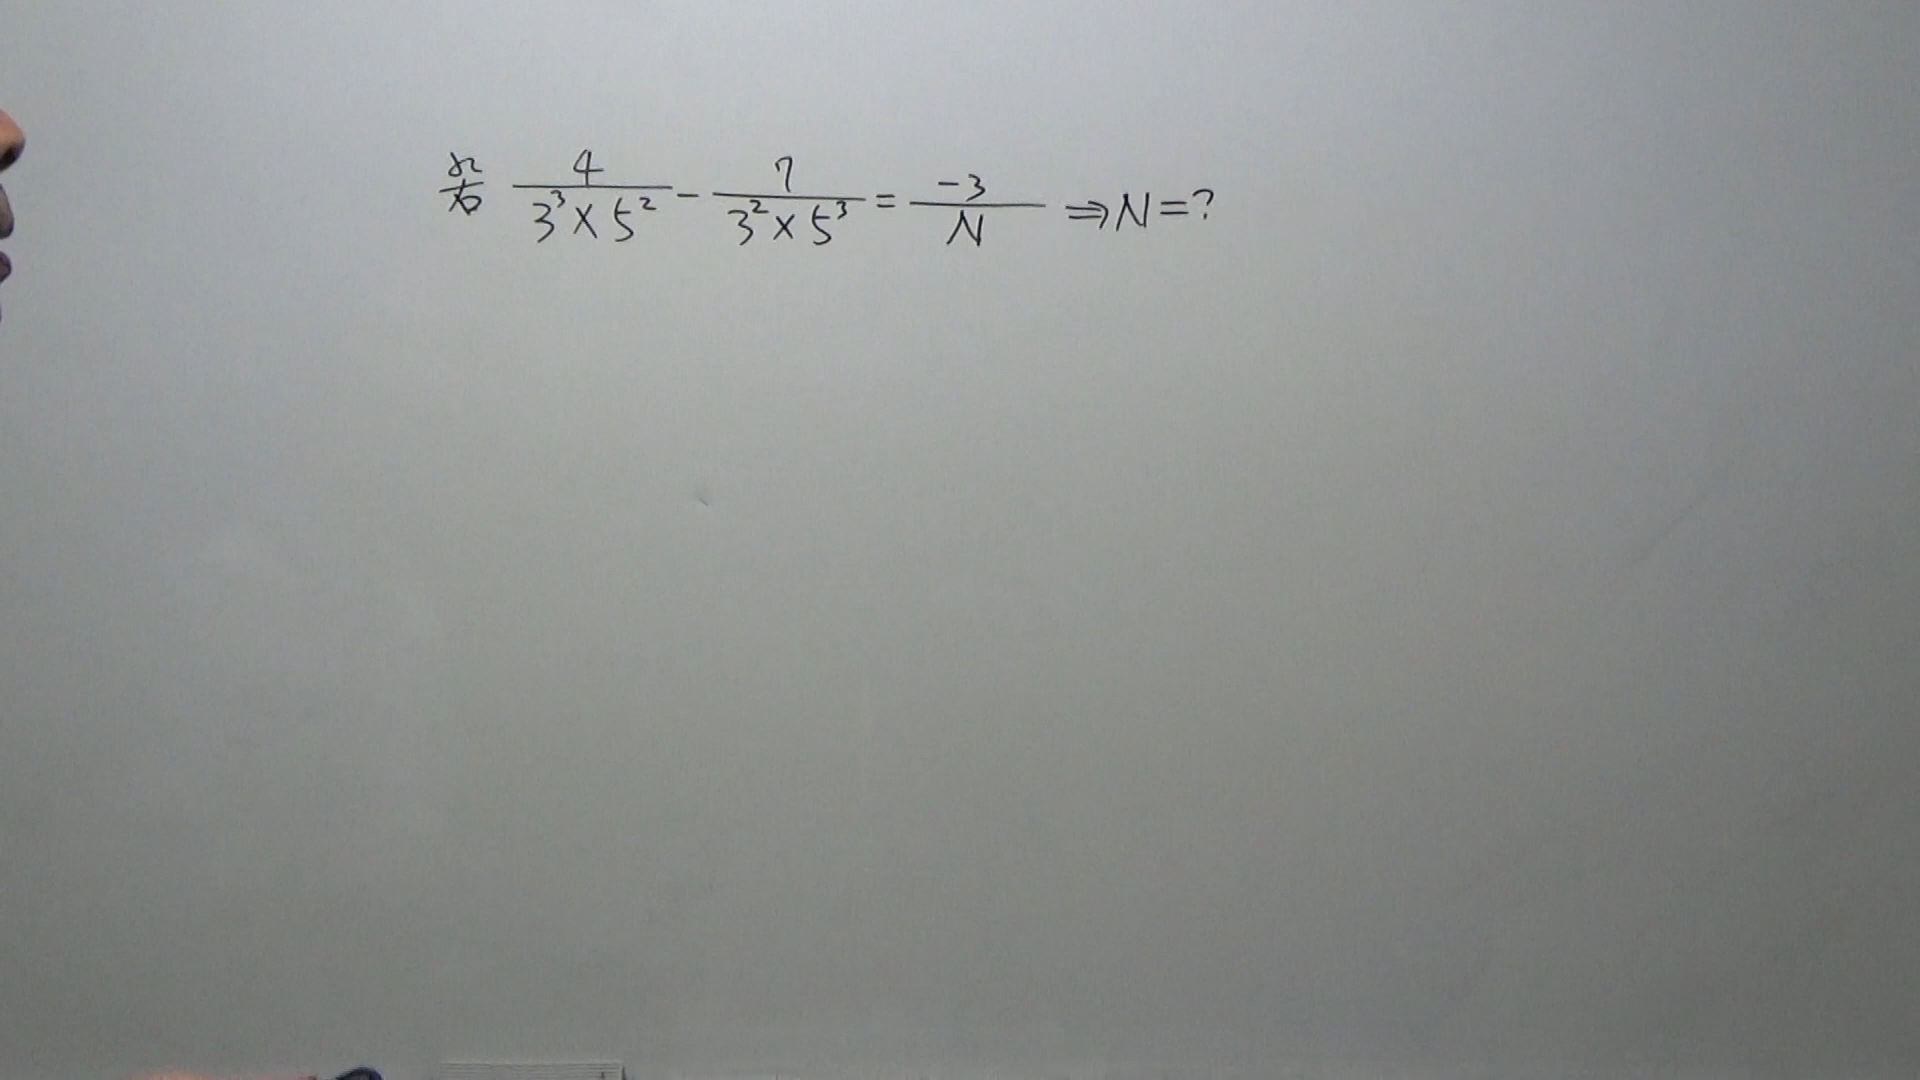 若 4/(3³×5²) - 7/(3²×5³) = -3/N ⇒ N=?